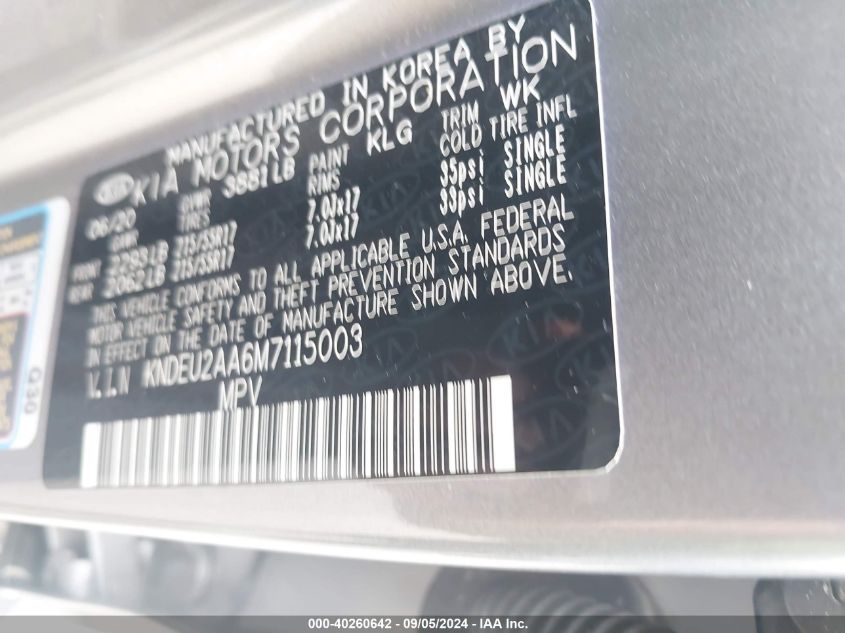 MANUFACTURED IN KOREA BY
KIA KIA MOTORS CORPORATION
06/20 GVWR 3881LB PAINT KLG TRIM WK
GAWR TIRES RIMS COLD TIRE INFL
FRONT 2293LB 215/55R17 7.0JX17 35psi SINGLE
REAR 2062LB 215/55R17 7.0JX17 33psi SINGLE
THIS VEHICLE CONFORMS TO ALL APPLICABLE U.S.A. FEDERAL
MOTOR VEHICLE SAFETY AND THEFT PREVENTION STANDARDS
IN EFFECT ON THE DATE OF MANUFACTURE SHOWN ABOVE.
V.I.N KNDEU2AA6M7115003
MPV
Q30
000-40260642 - 09/05/2024 - IAA Inc.